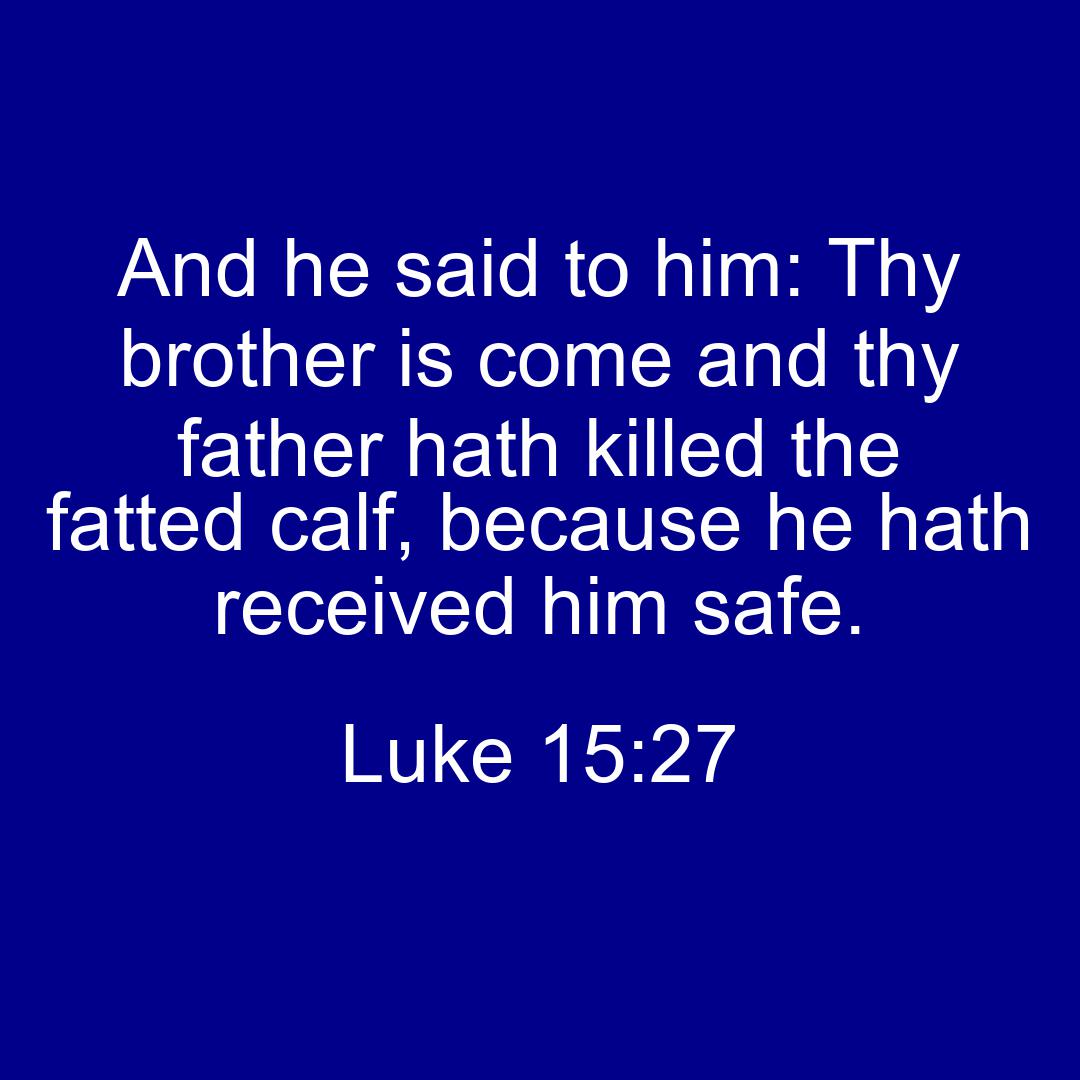 And he said to him: Thy
brother is come and thy
father hath killed the
fatted calf, because he hath
received him safe.
Luke 15:27